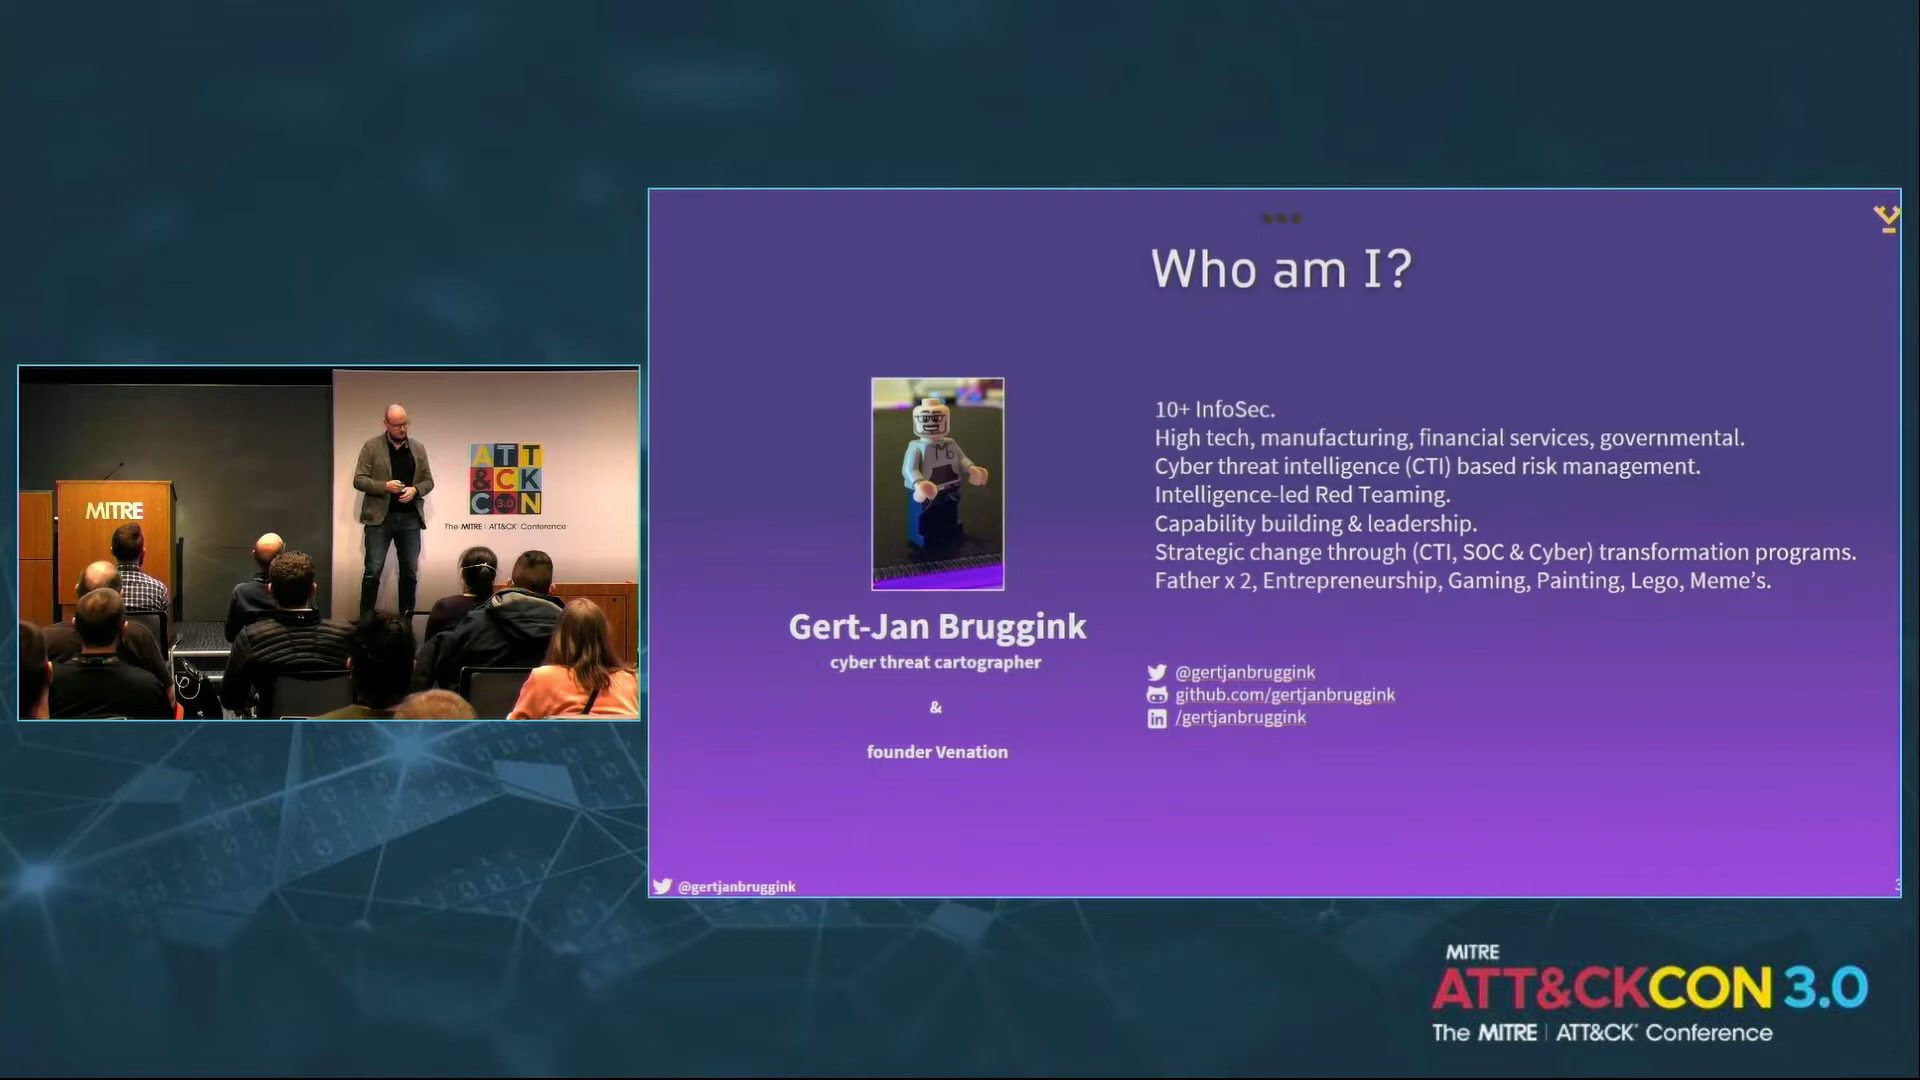 Who am I?
10+ InfoSec.
High tech, manufacturing, financial services, governmental.
Cyber threat intelligence (CTI) based risk management.
Intelligence-led Red Teaming.
Capability building & leadership.
Strategic change through (CTI, SOC & Cyber) transformation programs.
Father x 2, Entrepreneurship, Gaming, Painting, Lego, Meme's.
Gert-Jan Bruggink
cyber threat cartographer
&
founder Venation
@gertjanbruggink
github.com/gertjanbruggink
/gertjanbruggink
@gertjanbruggink
3
MITRE
ATT
&CK
CON
3.0
The MITRE | ATT&CK® Conference
MITRE
ATT&CKCON 3.0
The MITRE | ATT&CK® Conference